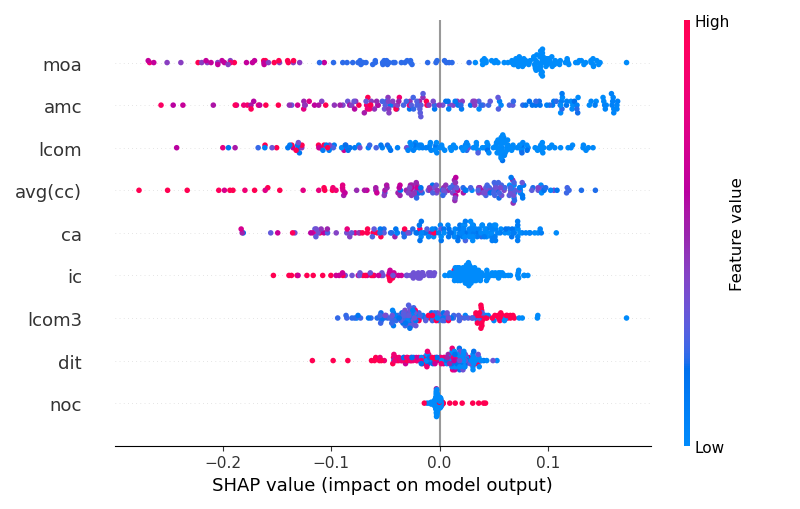 High
moa
amc
lcom
avg(cc)
ca
ic
lcom3
dit
noc
Feature value
Low
−0.2 −0.1 0.0 0.1
SHAP value (impact on model output)